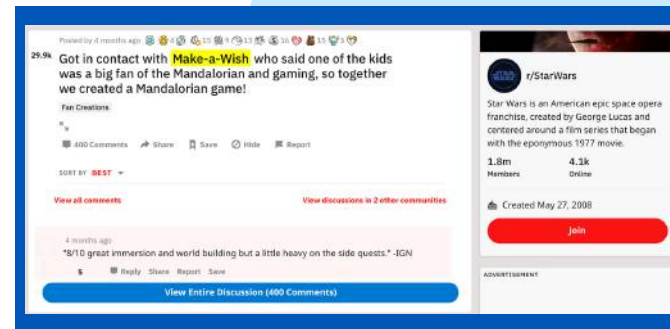 Posted by 4 months ago
29.9k
Got in contact with Make-a-Wish who said one of the kids
was a big fan of the Mandalorian and gaming, so together
we created a Mandalorian game!
Fan Creations
400 Comments Share Save Hide Report
SORT BY BEST
View all comments View discussions in 2 other communities
4 months ago
"8/10 great immersion and world building but a little heavy on the side quests." -IGN
5 Reply Share Report Save
View Entire Discussion (400 Comments)
r/StarWars
Star Wars is an American epic space opera
franchise, created by George Lucas and
centered around a film series that began
with the eponymous 1977 movie.
1.8m 4.1k
Members Online
Created May 27, 2008
Join
ADVERTISEMENT